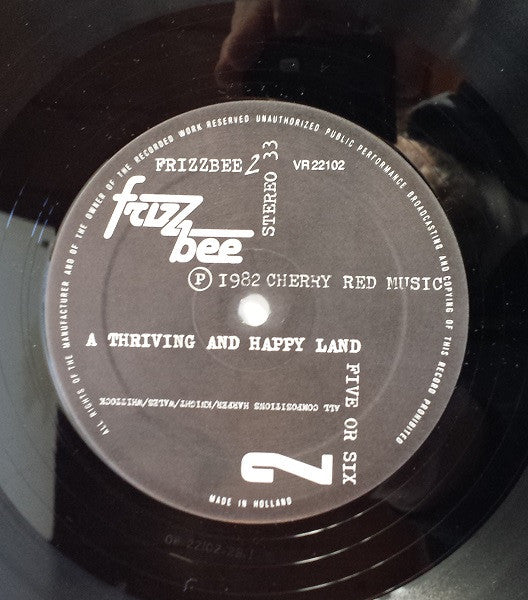 ALL RIGHTS OF THE MANUFACTURER AND OF THE OWNER OF THE RECORDED WORK RESERVED UNAUTHORIZED PUBLIC PERFORMANCE BROADCASTING AND COPYING OF THIS RECORD PROHIBITED
FRIZZBEE 2
STEREO 33
VR 22102
frizz
bee
Ⓟ 1982 CHERRY RED MUSIC
A THRIVING AND HAPPY LAND
FIVE OR SIX
ALL COMPOSITIONS HARPER/KNIGHT/WALES/WHITTOCK
2
MADE IN HOLLAND